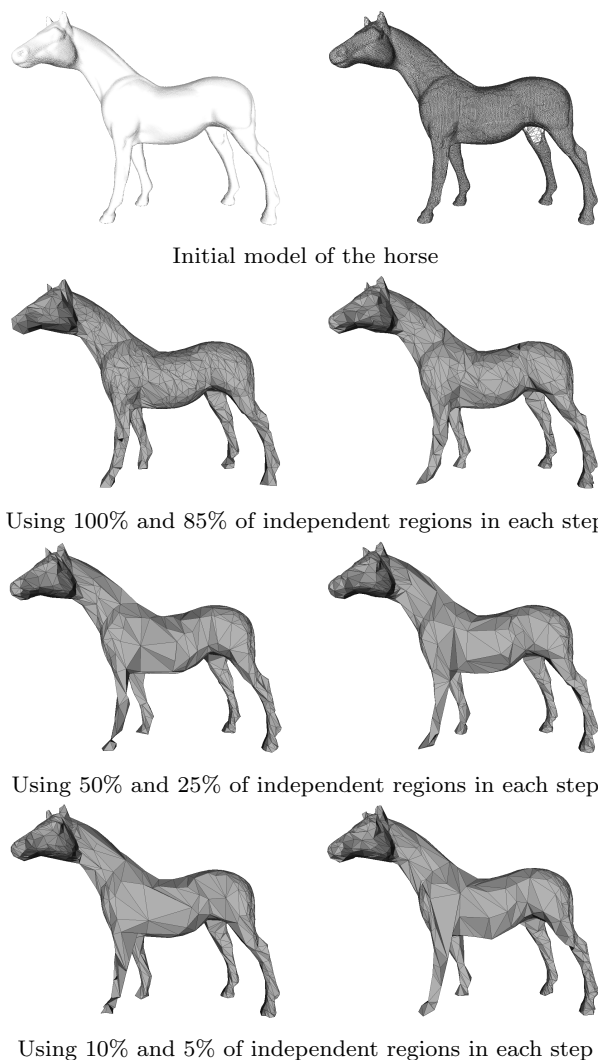 Initial model of the horse
Using 100% and 85% of independent regions in each step
Using 50% and 25% of independent regions in each step
Using 10% and 5% of independent regions in each step